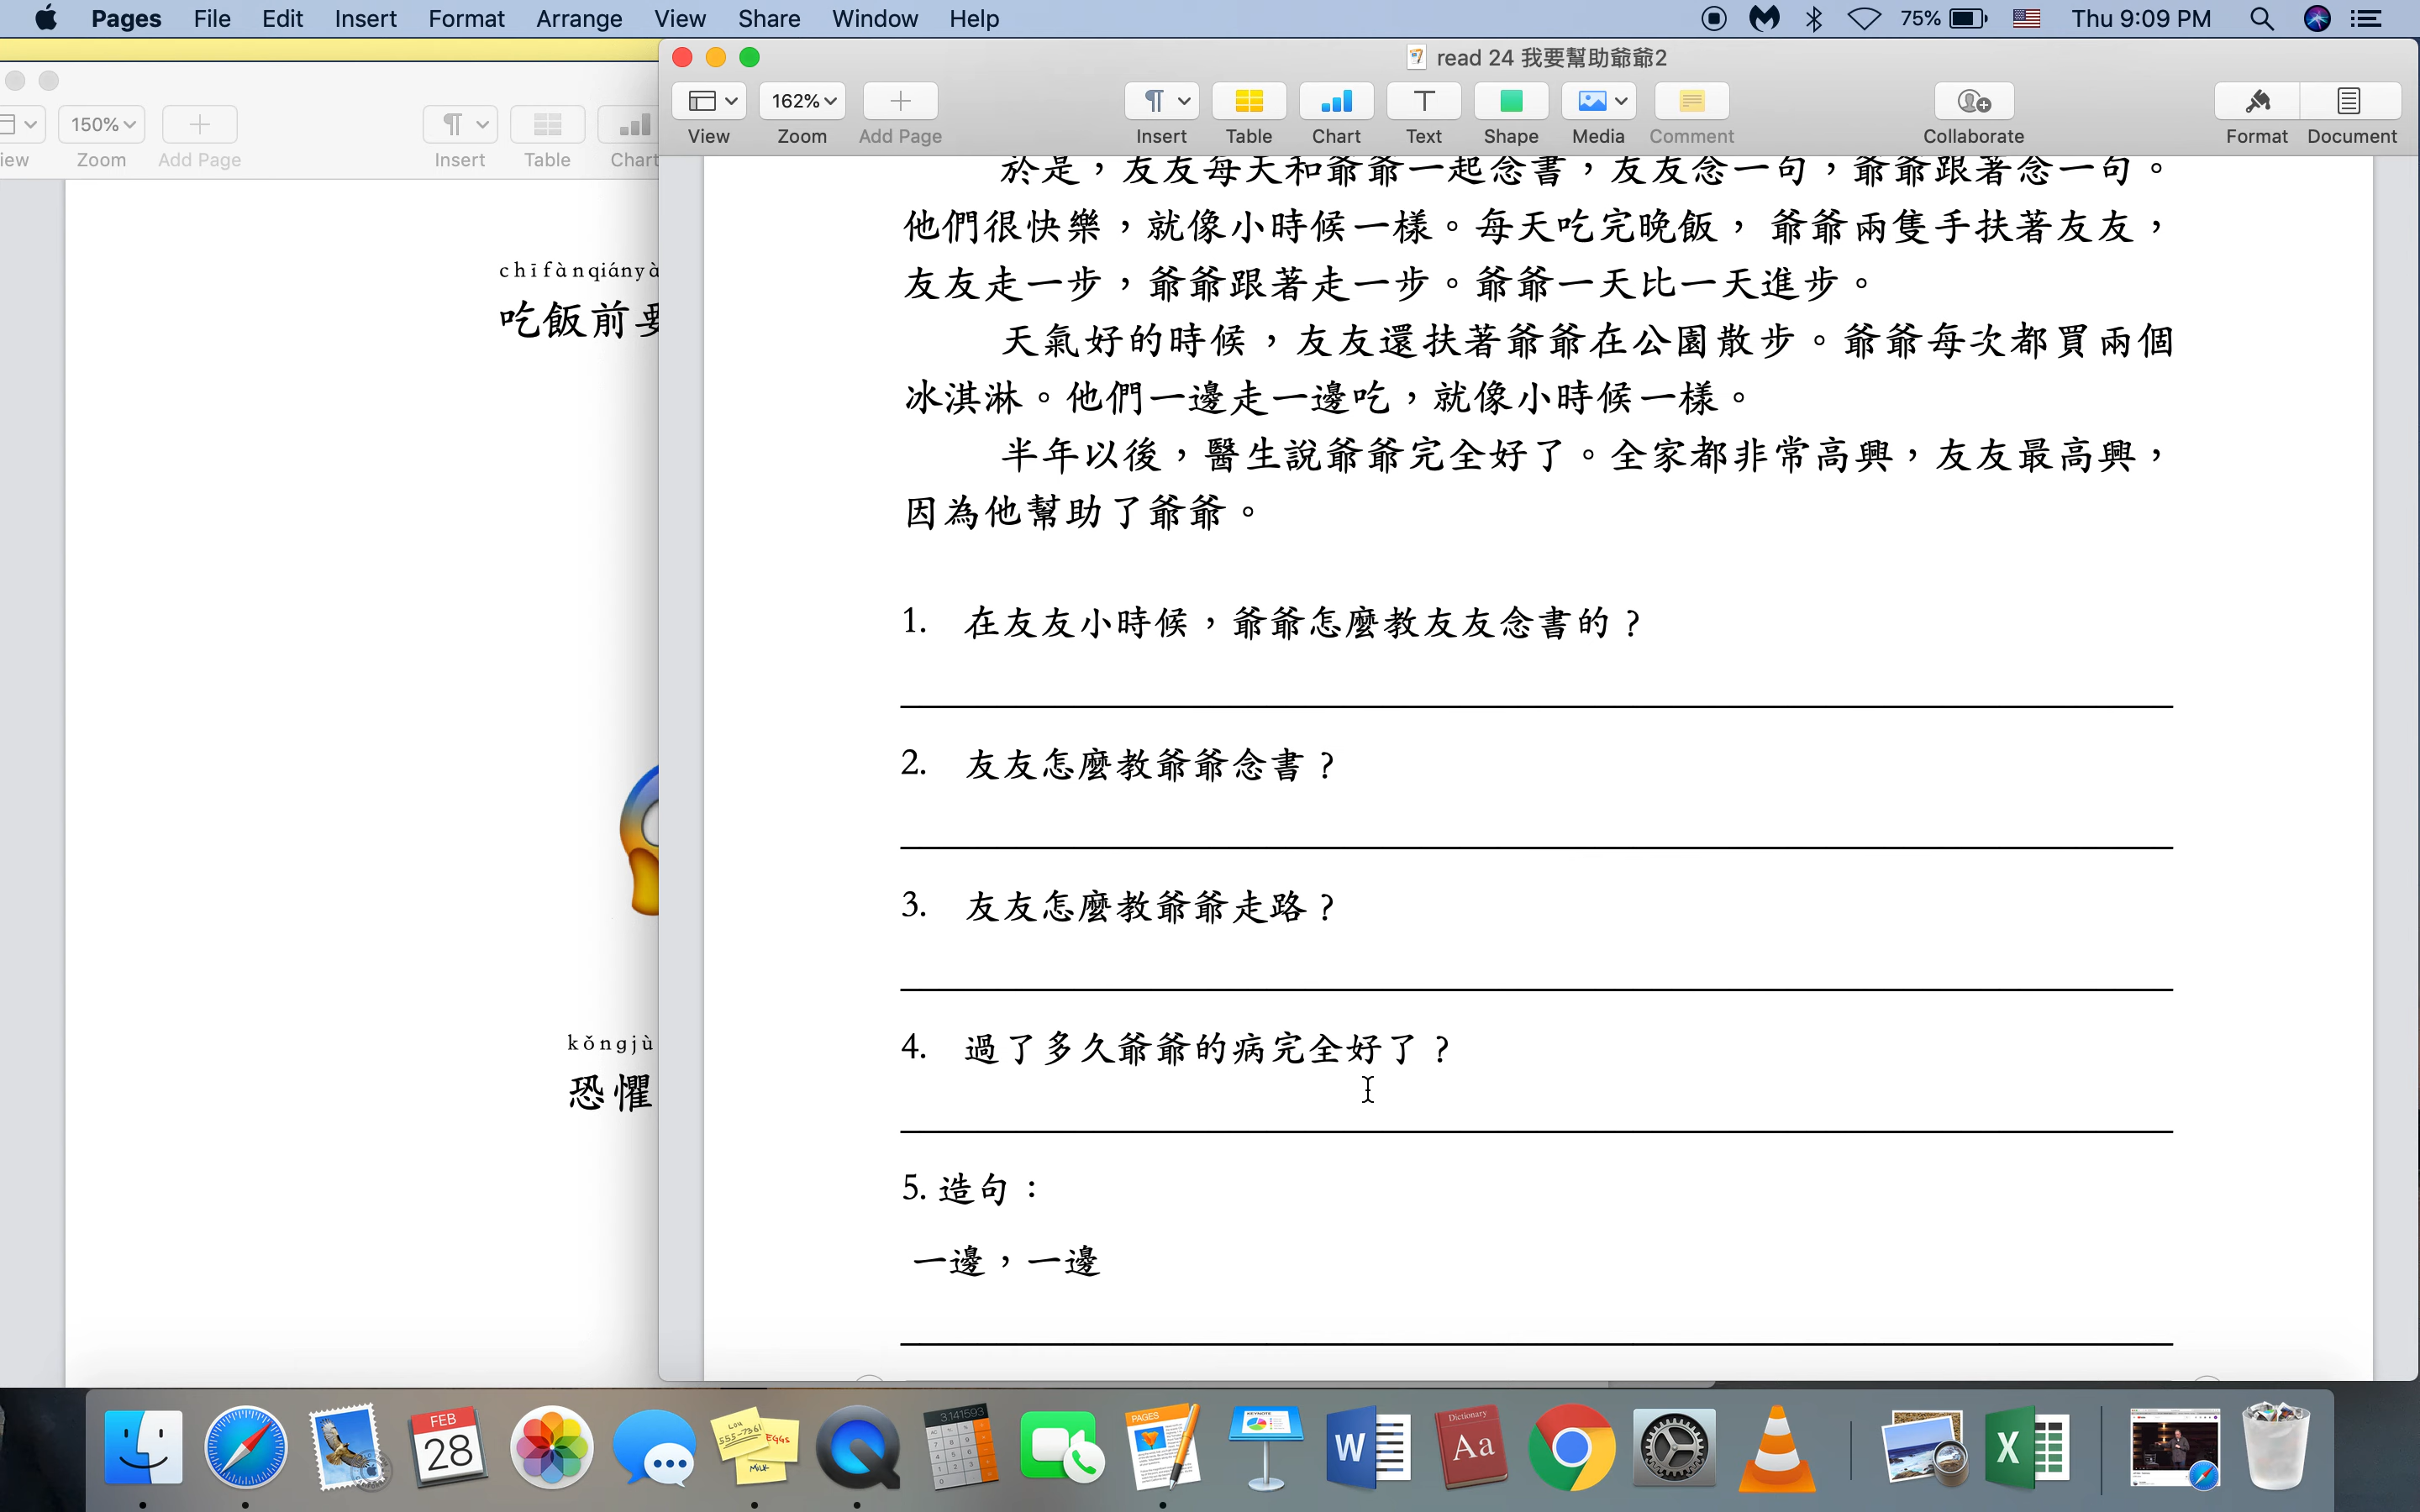 Pages File Edit Insert Format Arrange View Share Window Help 75% Thu 9:09 PM
read 24 我要幫助爺爺2
162%
View Zoom Add Page Insert Table Chart Text Shape Media Comment Collaborate Format Document
150%
iew Zoom Add Page Insert Table Chart
chīfànqiányà
吃飯前要
kǒngjù
恐懼
於是，友友每天和爺爺一起念書，友友念一句，爺爺跟著念一句。
他們很快樂，就像小時候一樣。每天吃完晚飯， 爺爺兩隻手扶著友友，
友友走一步，爺爺跟著走一步。爺爺一天比一天進步。
天氣好的時候，友友還扶著爺爺在公園散步。爺爺每次都買兩個
冰淇淋。他們一邊走一邊吃，就像小時候一樣。
半年以後，醫生說爺爺完全好了。全家都非常高興，友友最高興，
因為他幫助了爺爺。
1. 在友友小時候，爺爺怎麼教友友念書的？
2. 友友怎麼教爺爺念書？
3. 友友怎麼教爺爺走路？
4. 過了多久爺爺的病完全好了？
5. 造句：
一邊，一邊
FEB
28
LOU
555-7361
EGGS
MILK
3.141593
PAGES
KEYNOTE
W
Dictionary
Aa
X